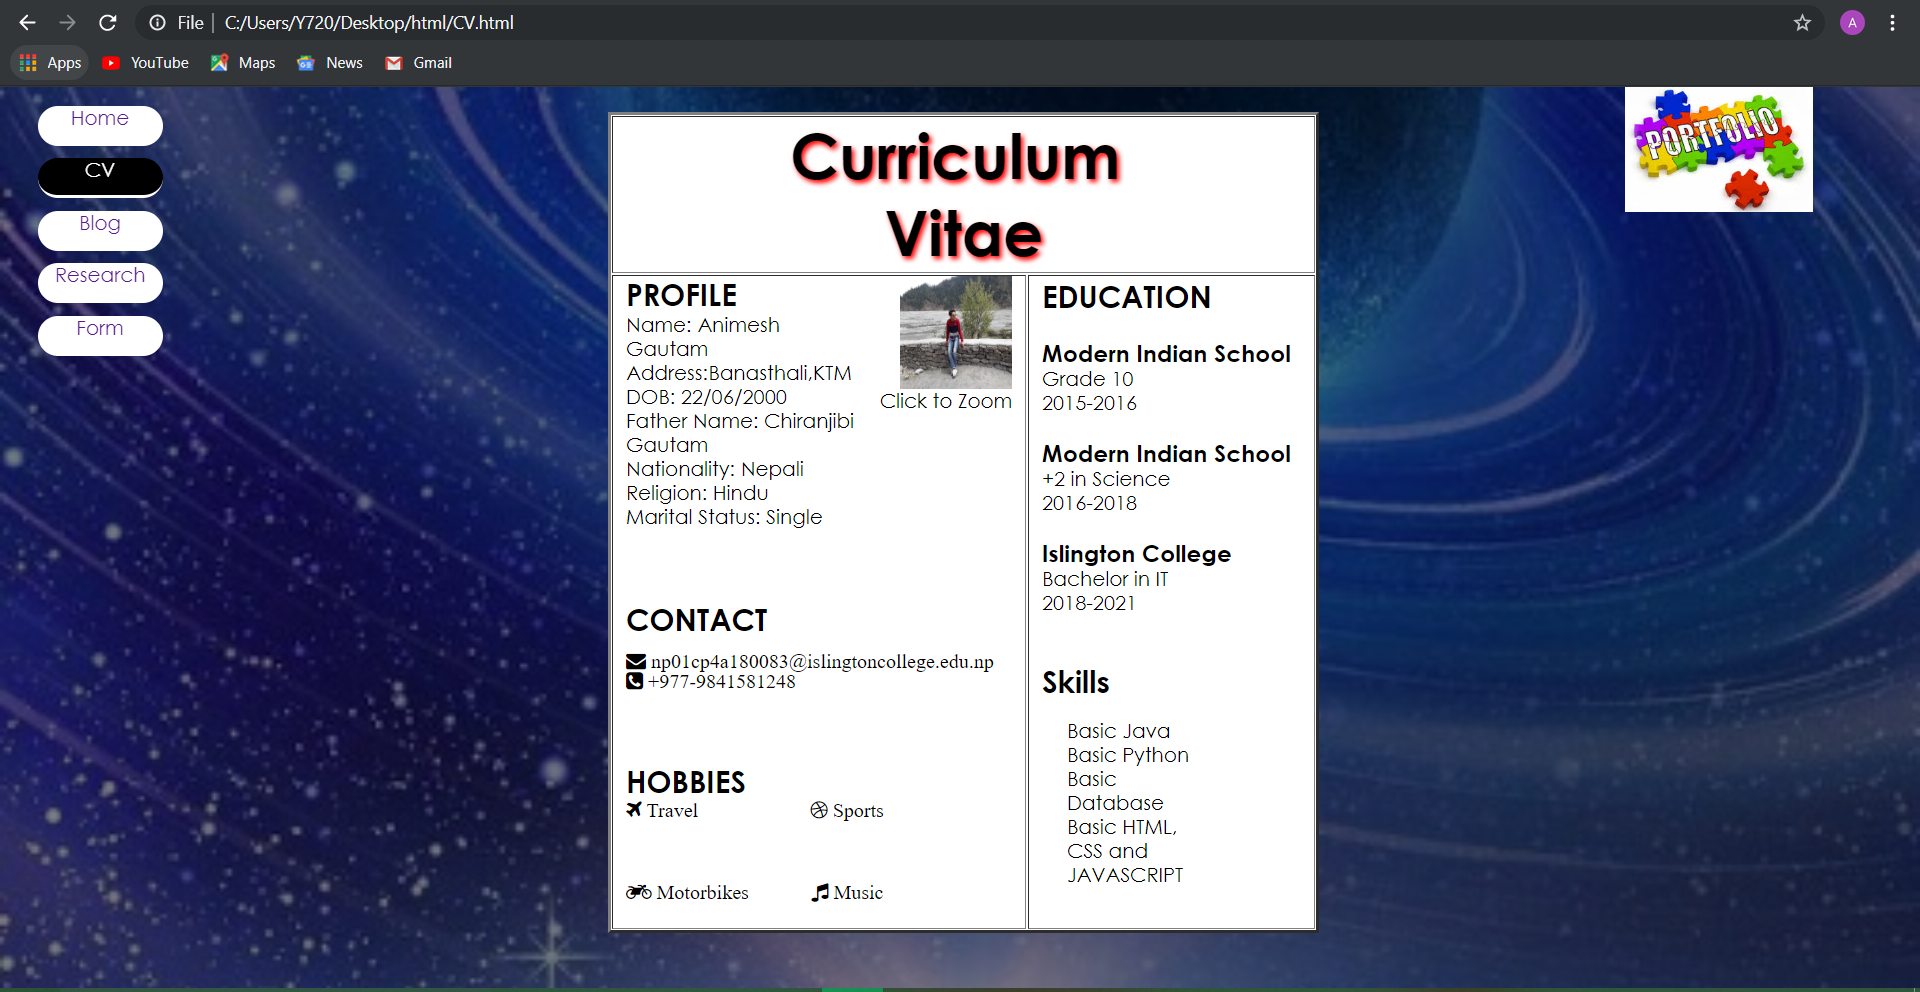 File | C:/Users/Y720/Desktop/html/CV.html
A
Apps YouTube Maps News Gmail
Home
CV
Blog
Research
Form
PORTFOLIO
Curriculum
Vitae
PROFILE
Name: Animesh
Gautam
Address:Banasthali,KTM
DOB: 22/06/2000
Father Name: Chiranjibi
Gautam
Nationality: Nepali
Religion: Hindu
Marital Status: Single
Click to Zoom
CONTACT
np01cp4a180083@islingtoncollege.edu.np
+977-9841581248
HOBBIES
Travel Sports
Motorbikes Music
EDUCATION
Modern Indian School
Grade 10
2015-2016
Modern Indian School
+2 in Science
2016-2018
Islington College
Bachelor in IT
2018-2021
Skills
Basic Java
Basic Python
Basic
Database
Basic HTML,
CSS and
JAVASCRIPT